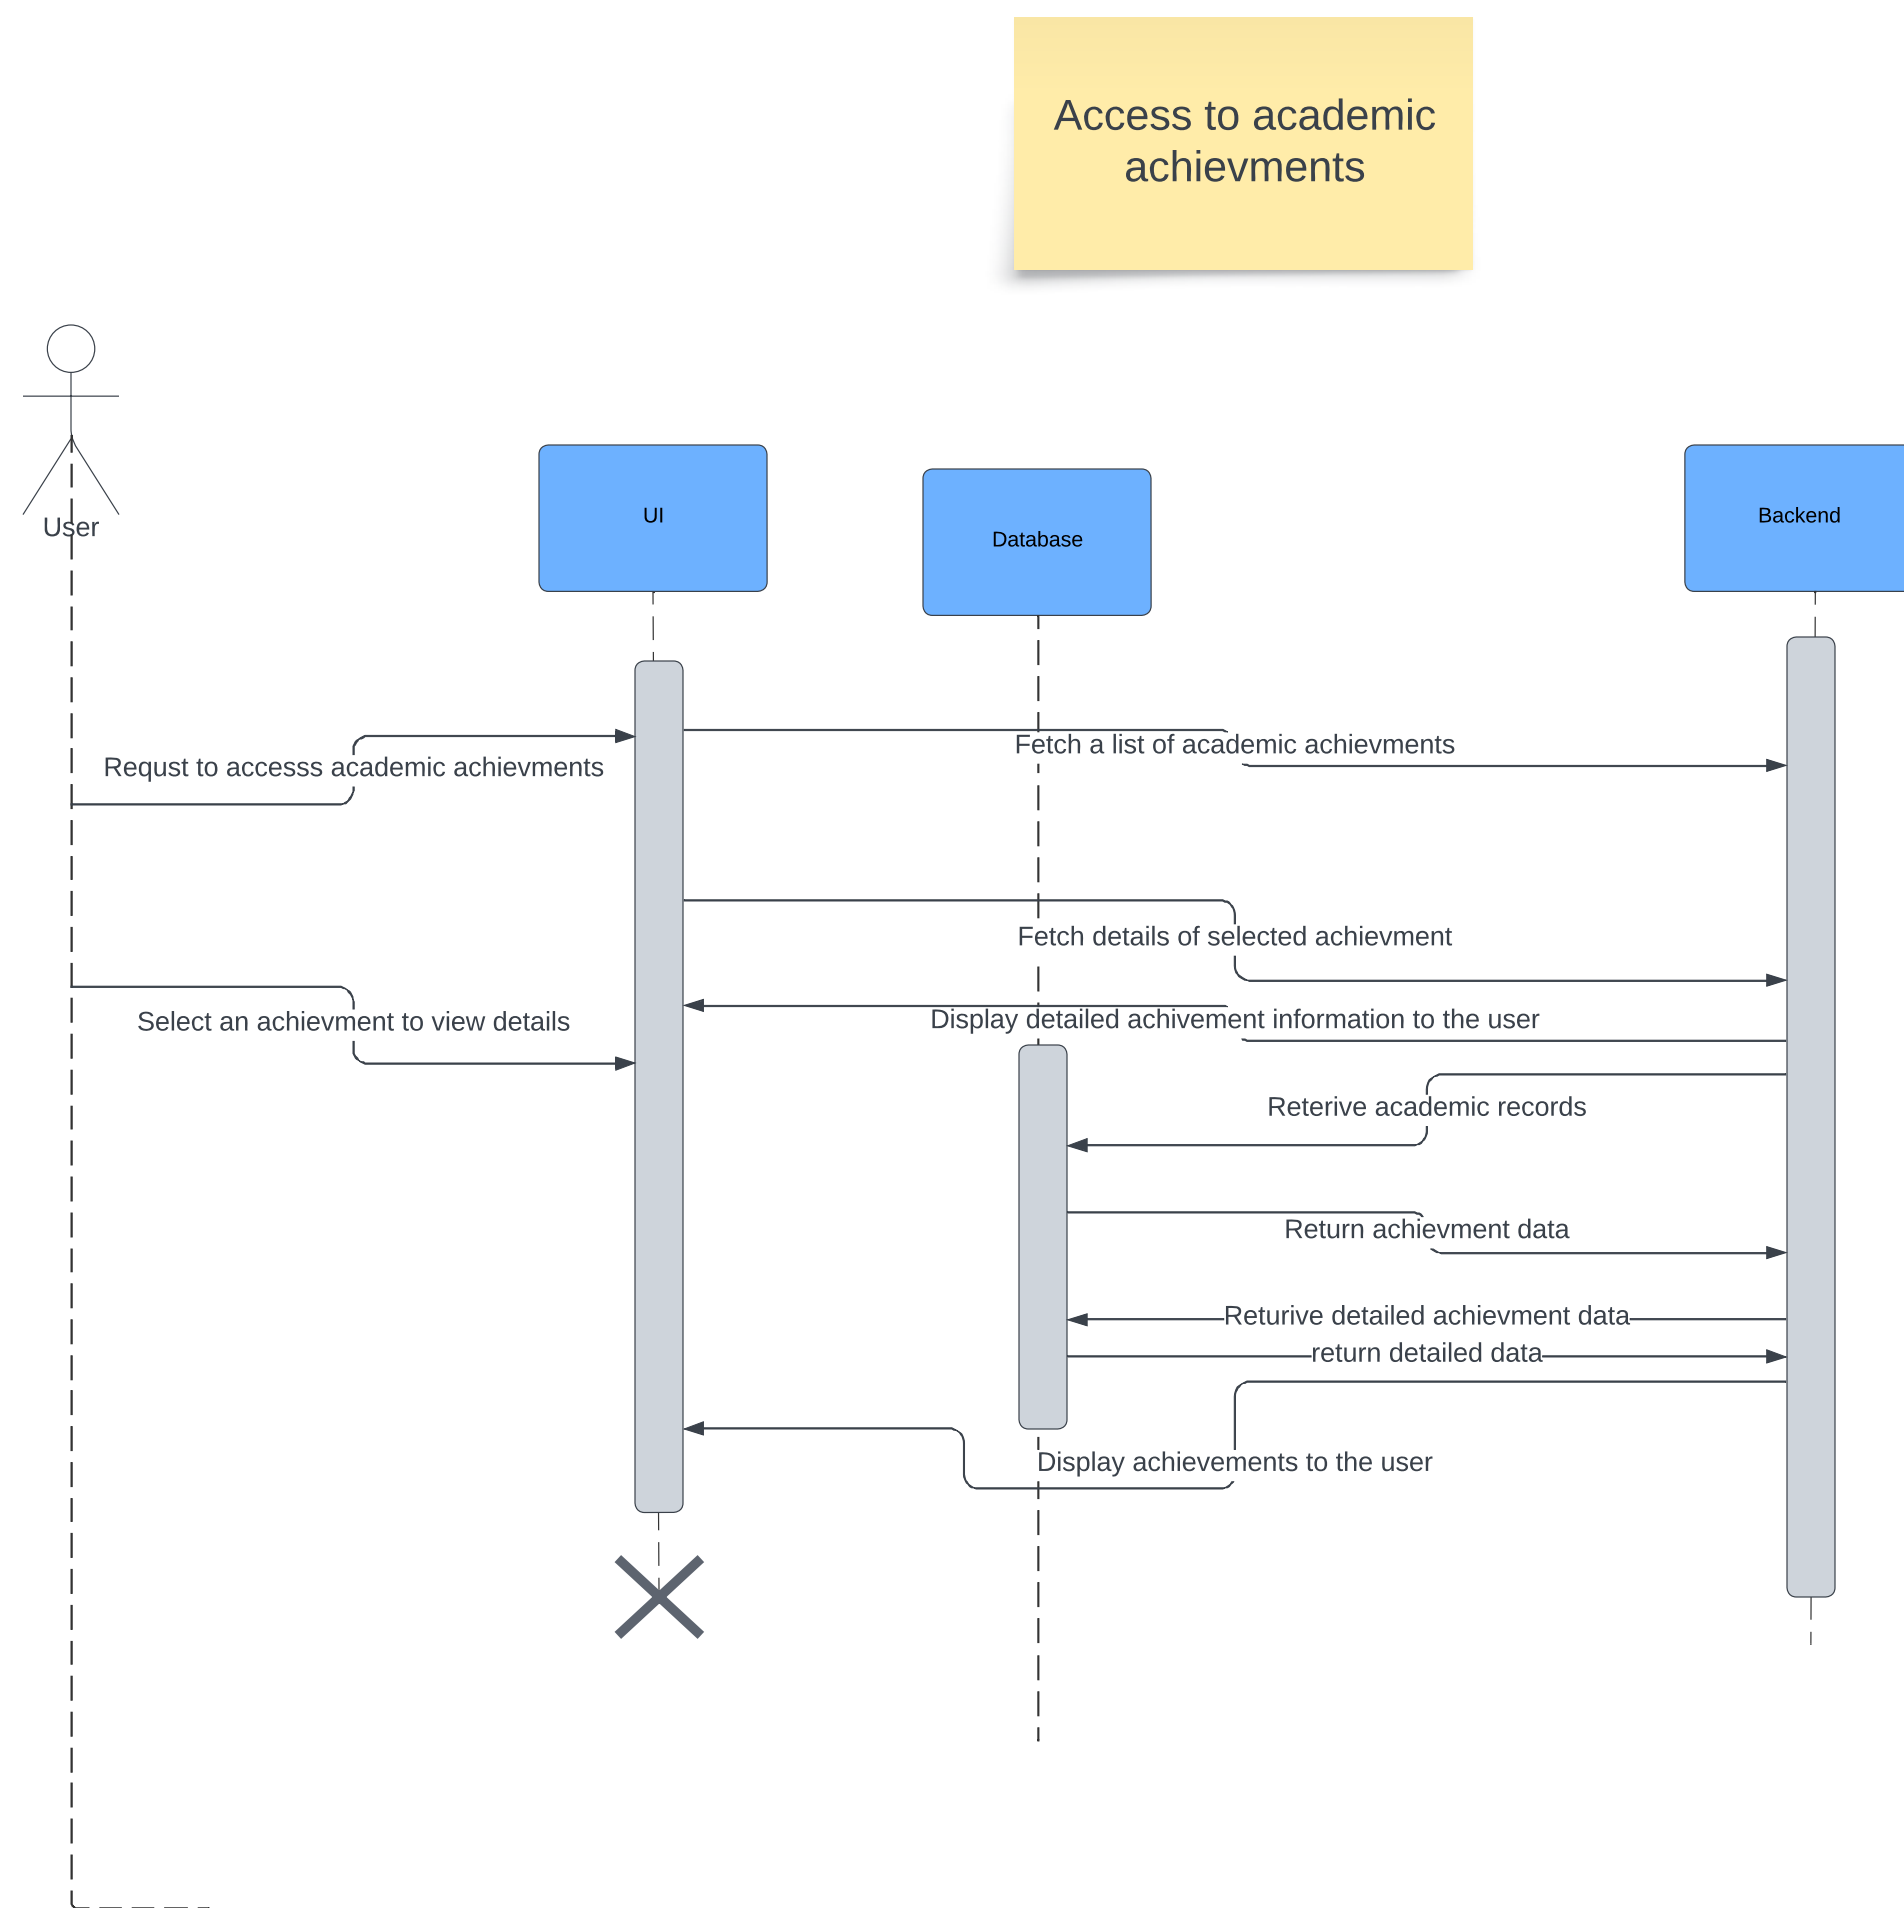 Access to academic
achievments
User
UI
Database
Backend
Requst to accesss academic achievments
Fetch a list of academic achievments
Fetch details of selected achievment
Select an achievment to view details
Display detailed achivement information to the user
Reterive academic records
Return achievment data
Returive detailed achievment data
return detailed data
Display achievements to the user